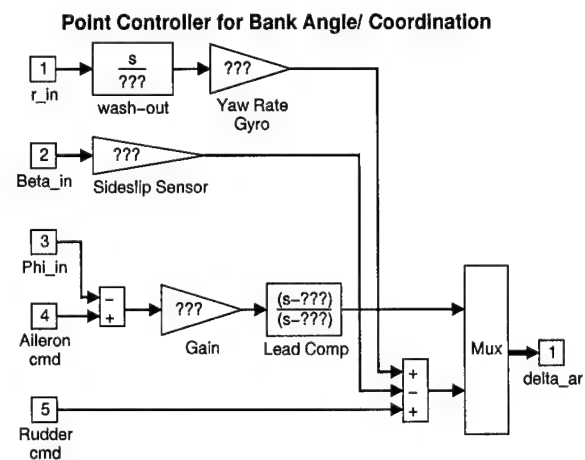 Point Controller for Bank Angle/ Coordination
1
r_in
s
???
wash-out
???
Yaw Rate
Gyro
2
Beta_in
???
Sideslip Sensor
3
Phi_in
4
Aileron
cmd
−
+
???
Gain
(s-???)
(s-???)
Lead Comp
5
Rudder
cmd
+
−
+
Mux
1
delta_ar